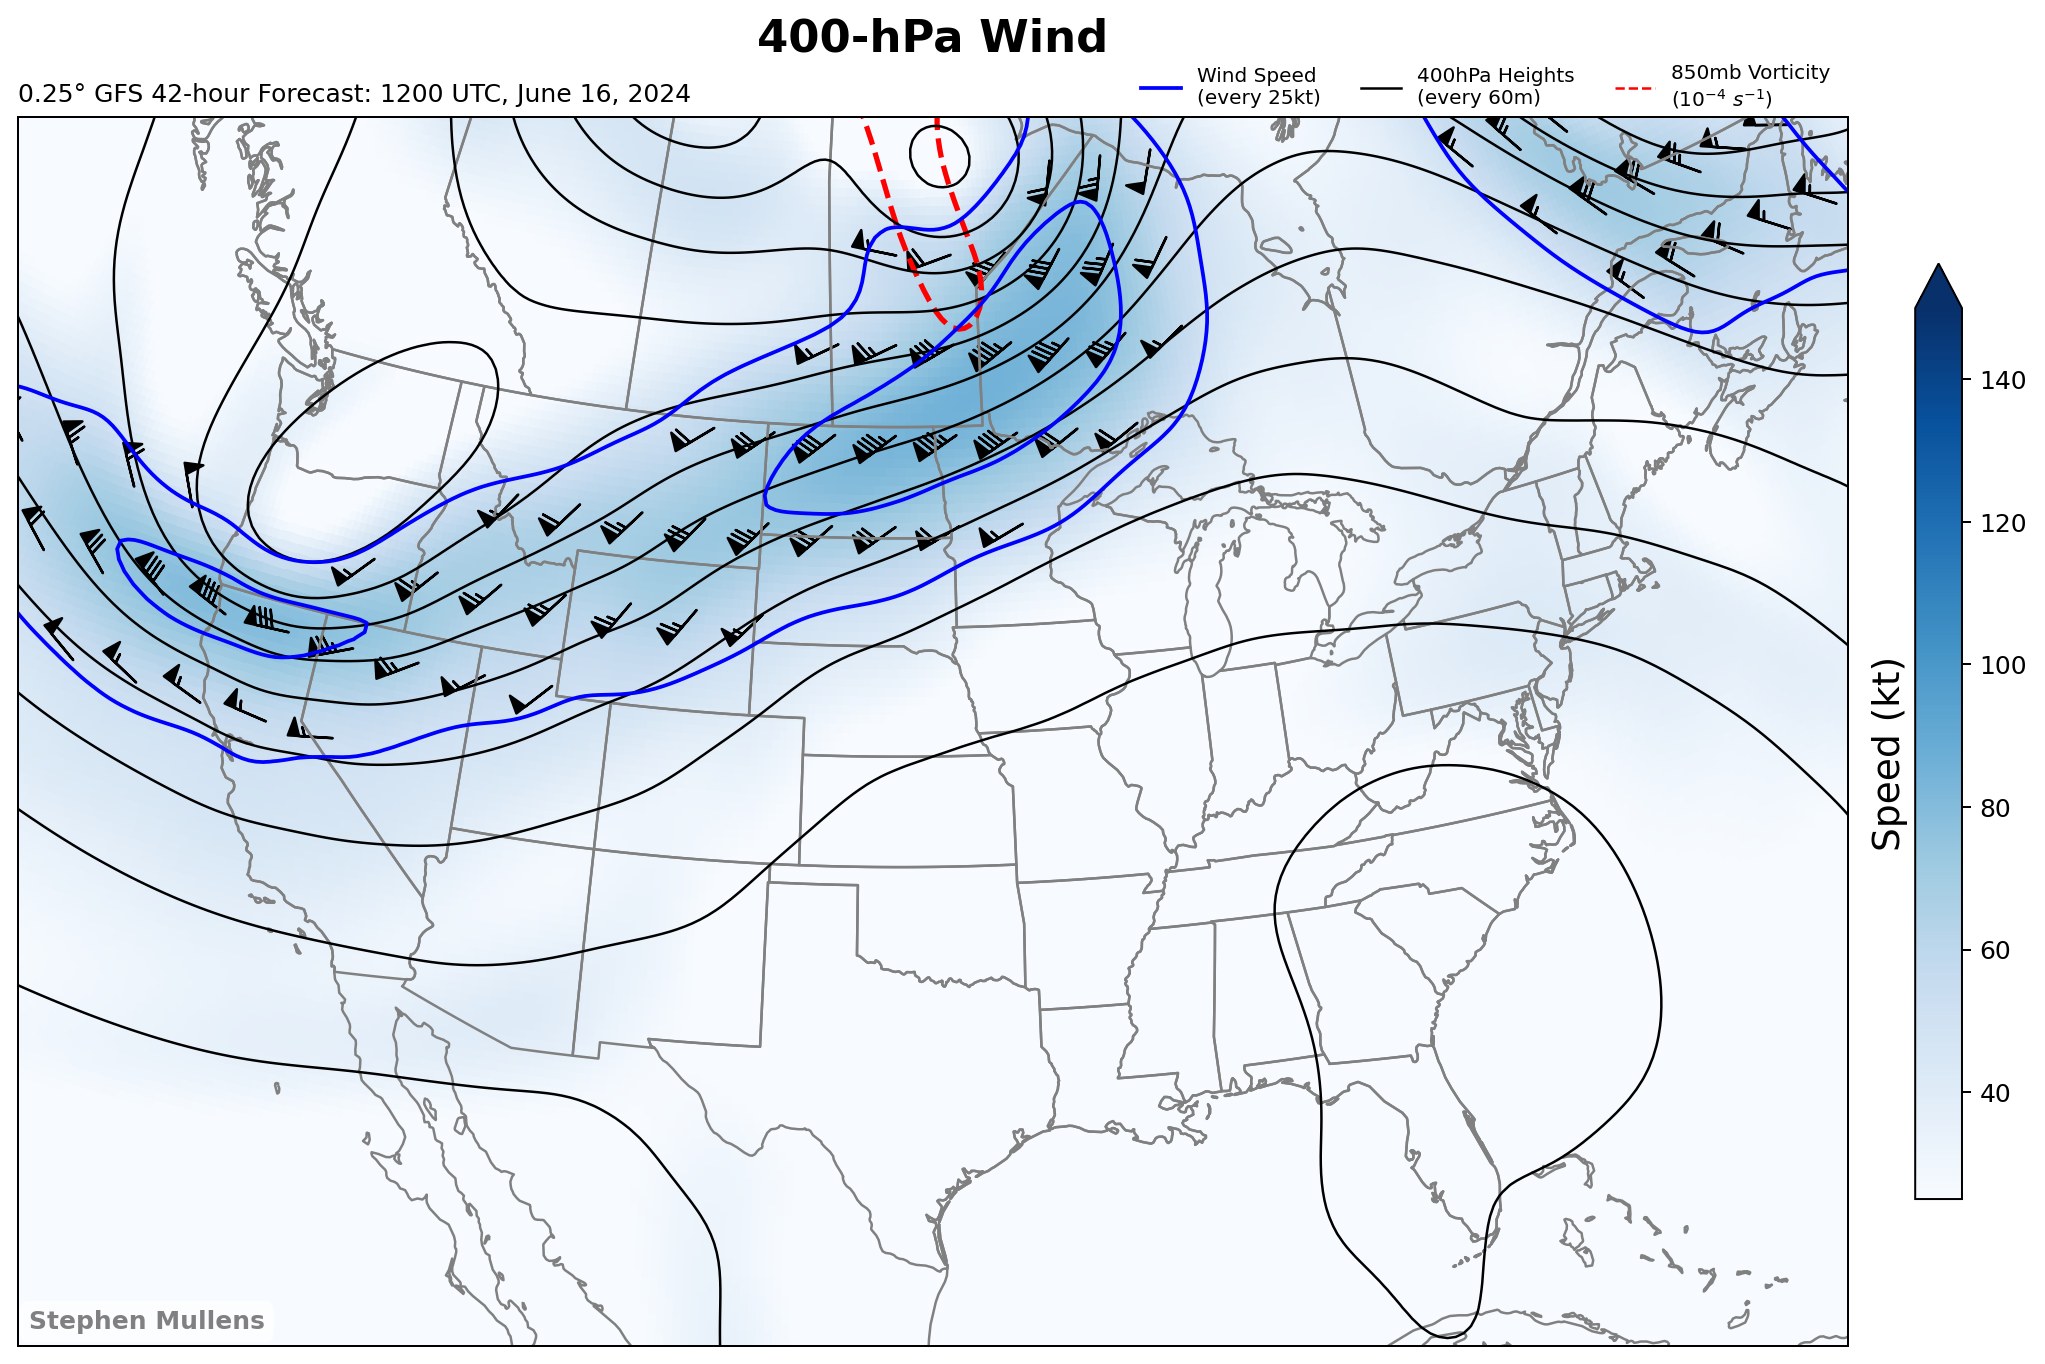 400-hPa Wind
0.25° GFS 42-hour Forecast: 1200 UTC, June 16, 2024
Wind Speed
(every 25kt)
400hPa Heights
(every 60m)
850mb Vorticity
(10⁻⁴ s⁻¹)
140
120
100
80
60
40
Speed (kt)
Stephen Mullens